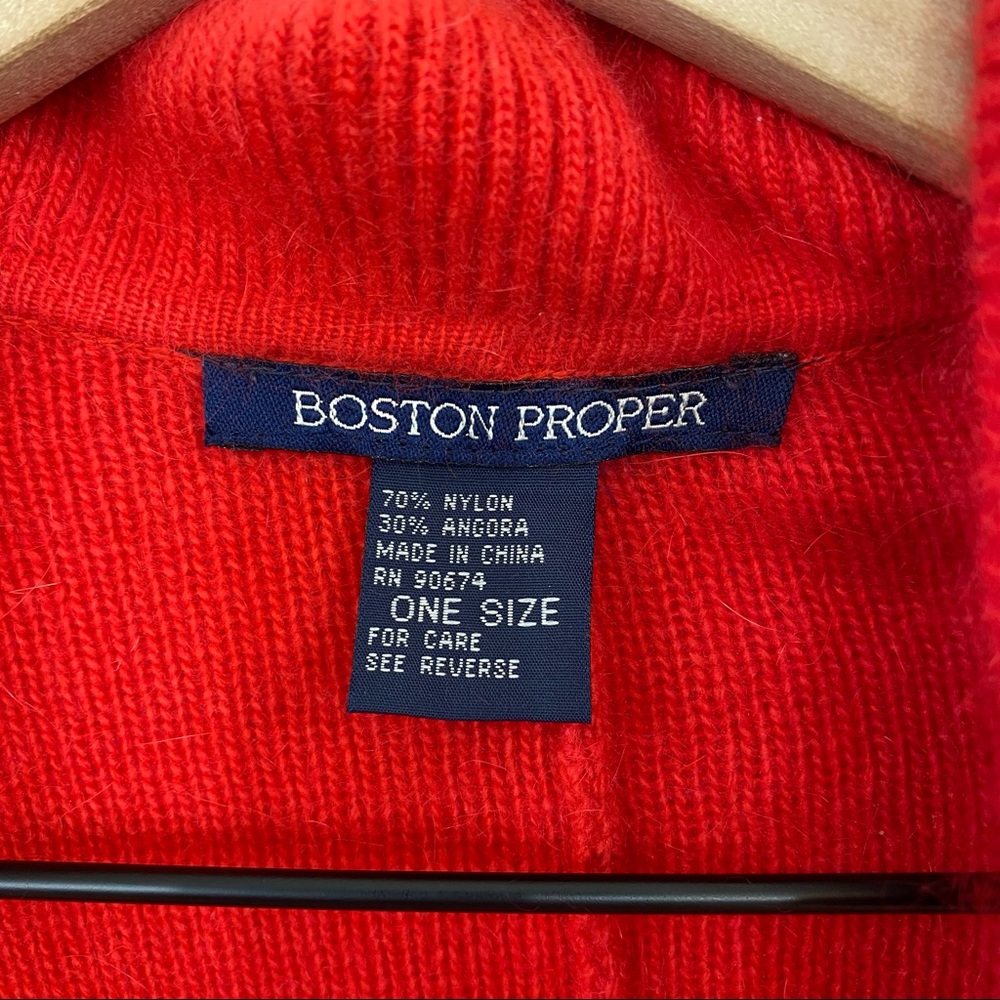 BOSTON PROPER
70% NYLON
30% ANGORA
MADE IN CHINA
RN 90674
ONE SIZE
FOR CARE
SEE REVERSE